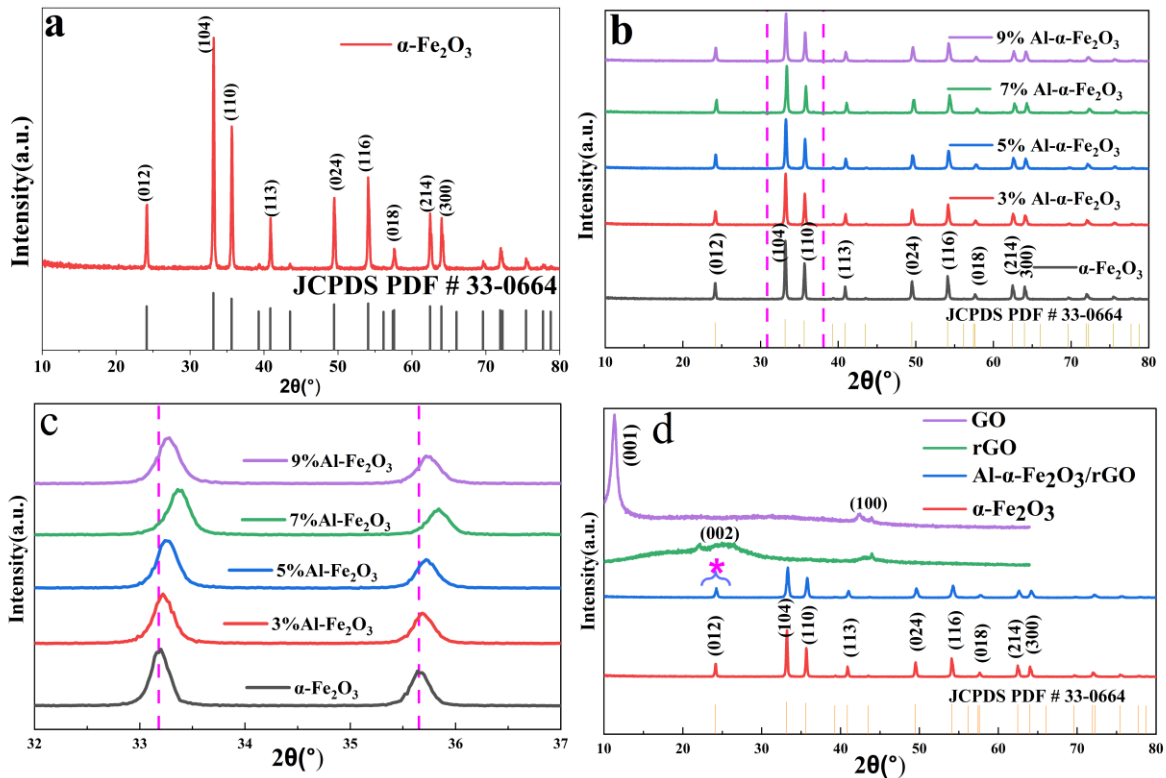 a
Intensity(a.u.)
α-Fe₂O₃
(012)
(104)
(110)
(113)
(024)
(116)
(018)
(214)
(300)
JCPDS PDF # 33-0664
10 20 30 40 50 60 70 80
2θ(°)
b
Intensity(a.u.)
9% Al-α-Fe₂O₃
7% Al-α-Fe₂O₃
5% Al-α-Fe₂O₃
3% Al-α-Fe₂O₃
α-Fe₂O₃
(012)
(104)
(110)
(113)
(024)
(116)
(018)
(214)
300)
JCPDS PDF # 33-0664
10 20 30 40 50 60 70 80
2θ(°)
c
Intensity(a.u.)
9%Al-Fe₂O₃
7%Al-Fe₂O₃
5%Al-Fe₂O₃
3%Al-Fe₂O₃
α-Fe₂O₃
32 33 34 35 36 37
2θ(°)
d
Intensity(a.u.)
GO
rGO
Al-α-Fe₂O₃/rGO
α-Fe₂O₃
(001)
(100)
(002)
*
(012)
(104)
(110)
(113)
(024)
(116)
(018)
(214)
(300)
JCPDS PDF # 33-0664
10 20 30 40 50 60 70 80
2θ(°)